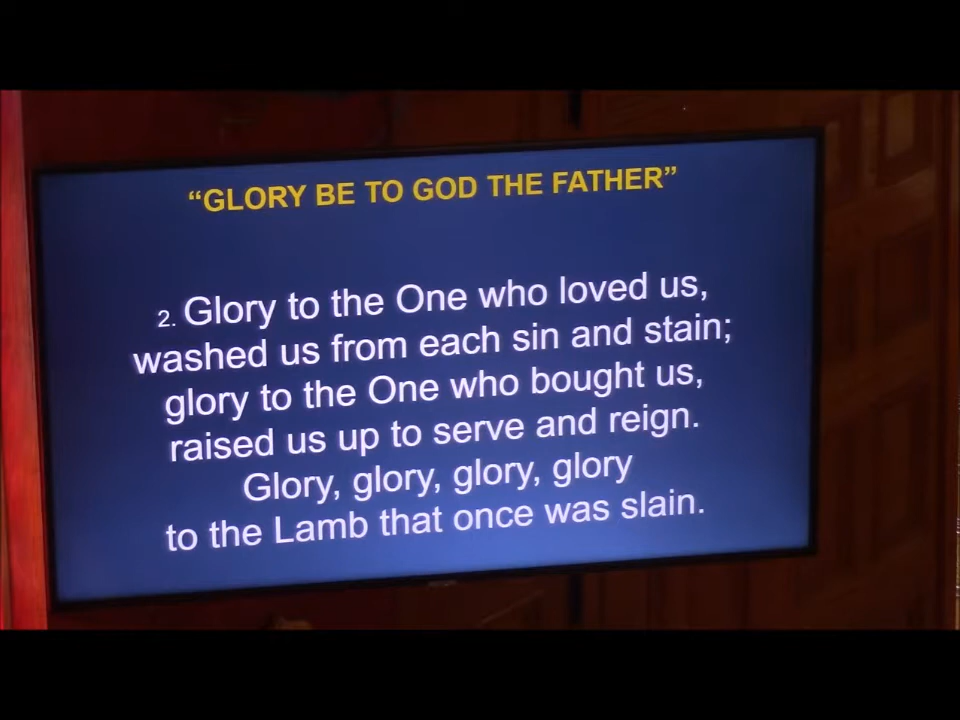 “GLORY BE TO GOD THE FATHER”
2. Glory to the One who loved us,
washed us from each sin and stain;
glory to the One who bought us,
raised us up to serve and reign.
Glory, glory, glory, glory
to the Lamb that once was slain.